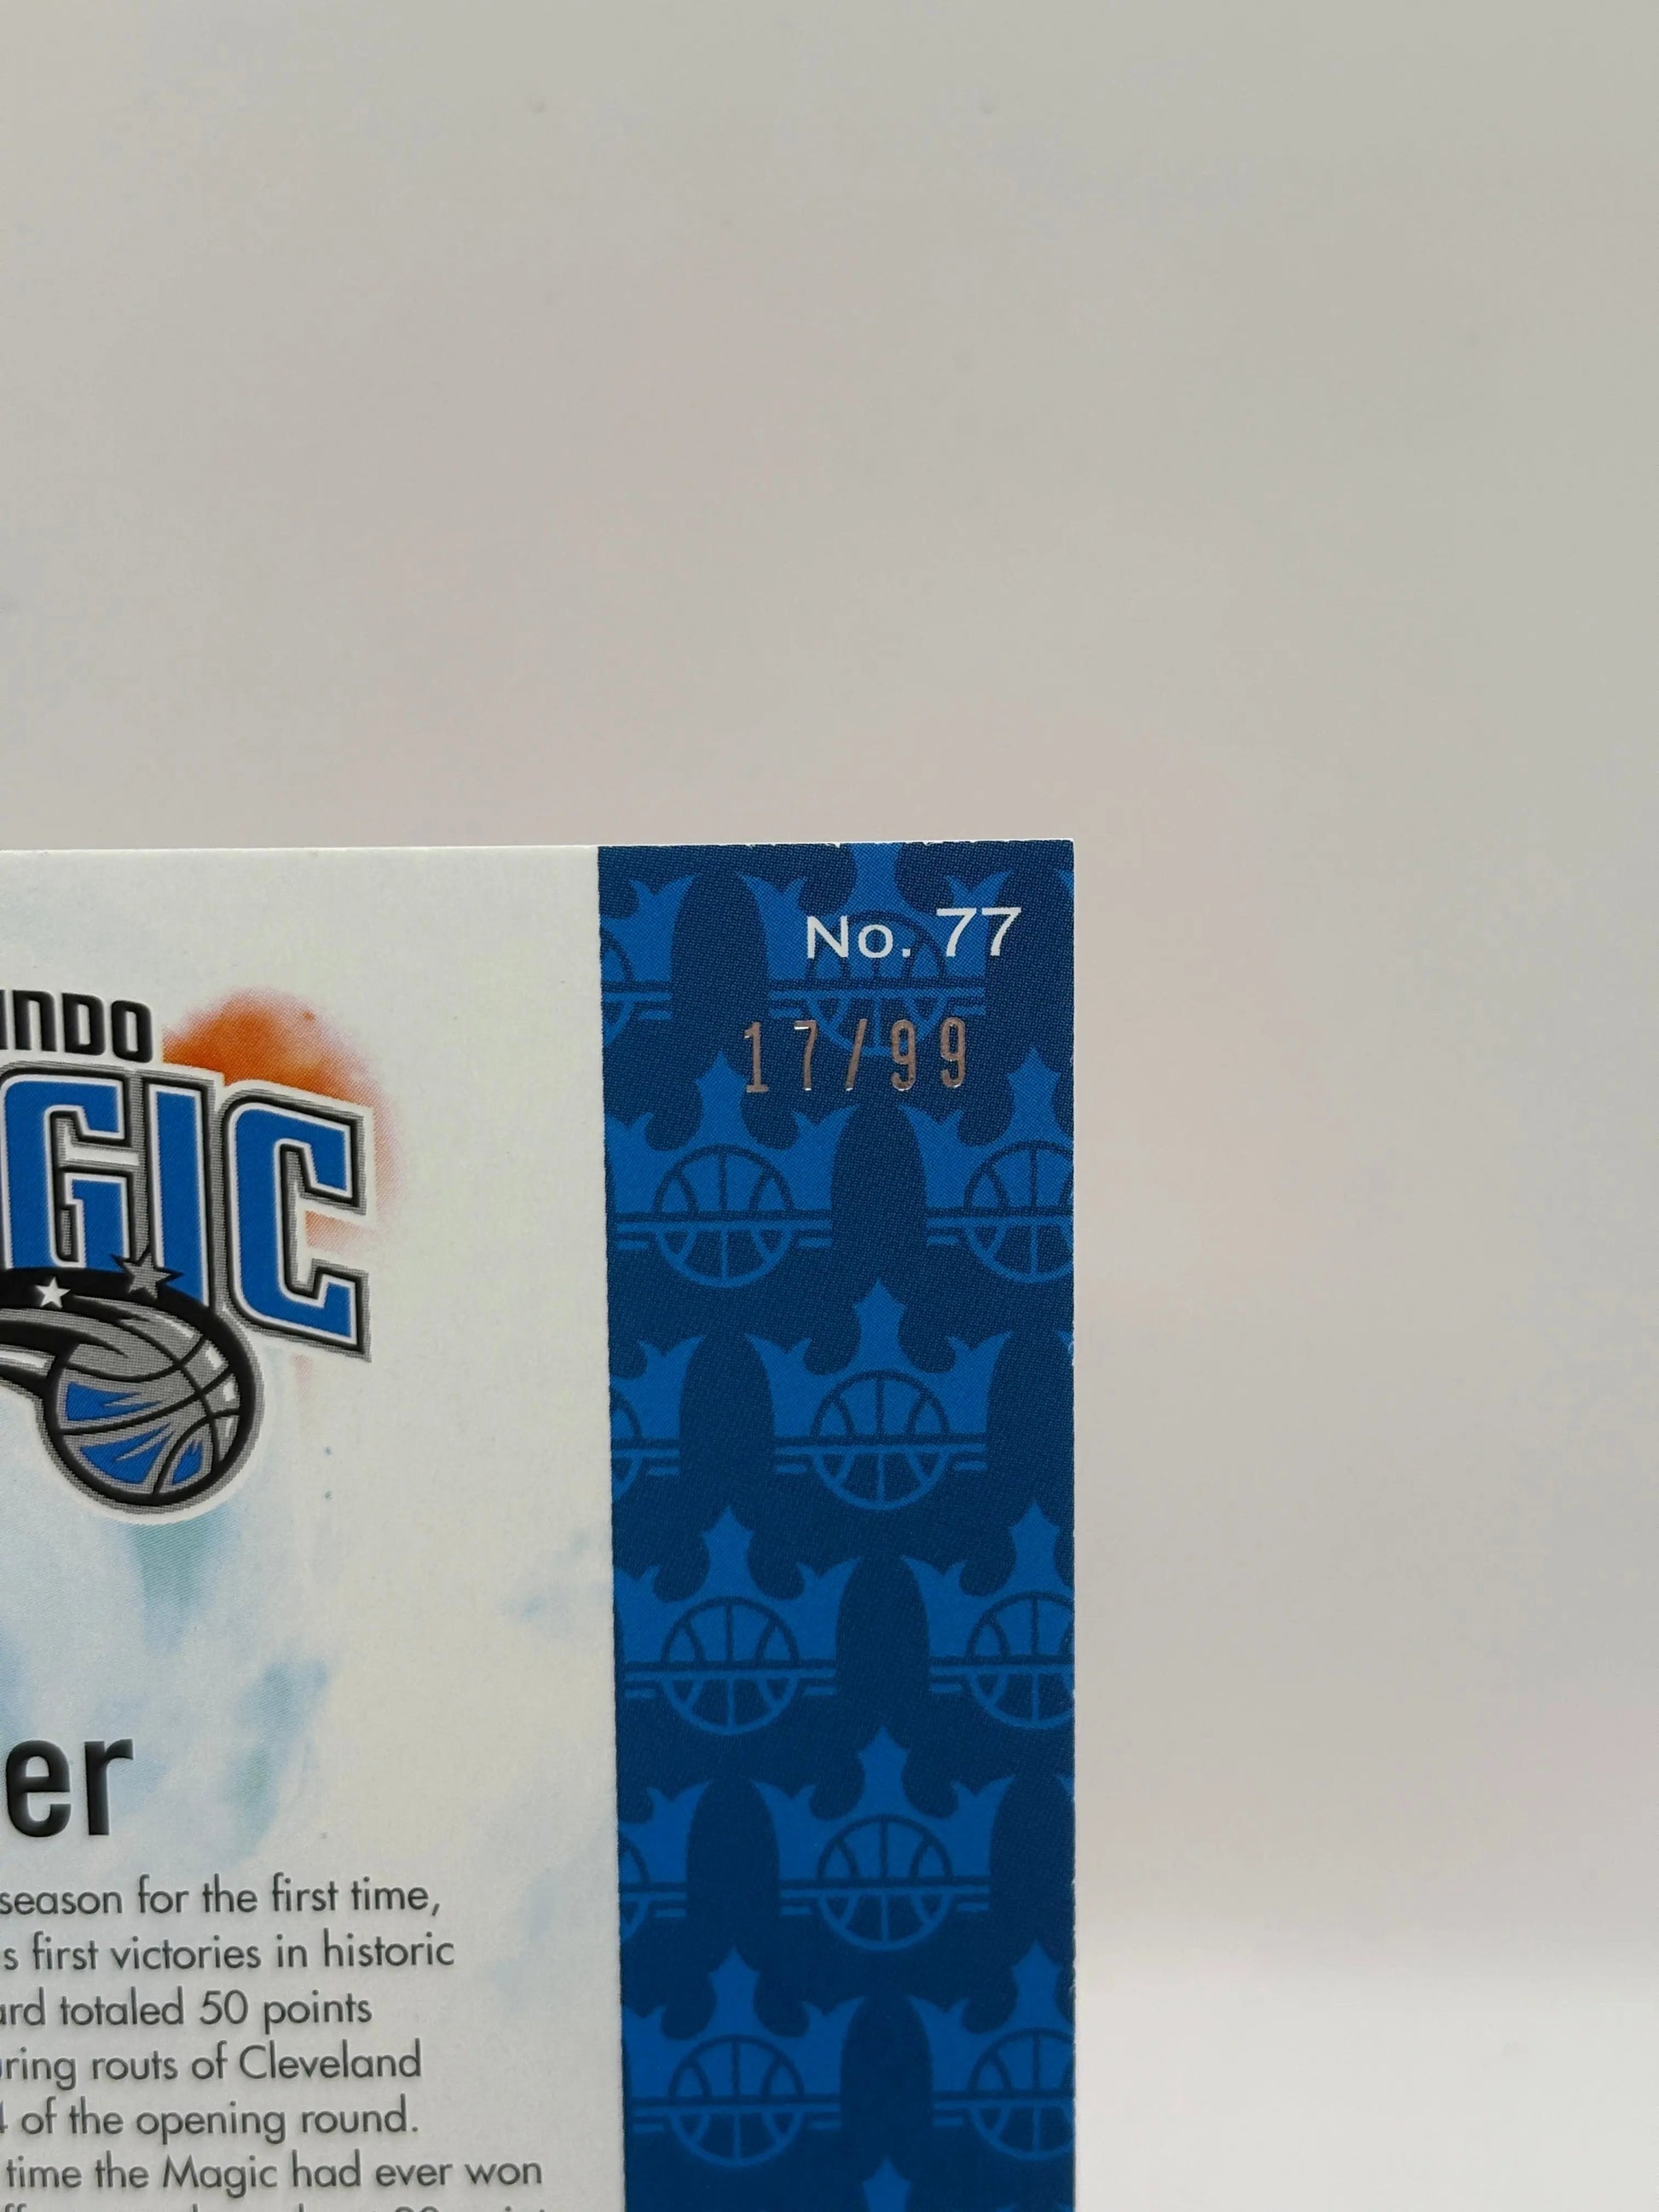 No. 77
17/99
NDO
GIC
er
season for the first time,
s first victories in historic
ard totaled 50 points
ring routs of Cleveland
4 of the opening round.
time the Magic had ever won